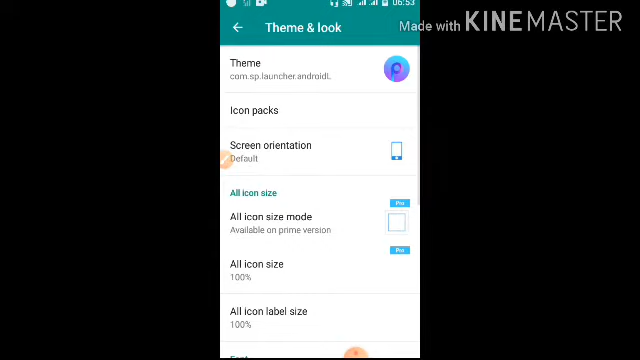 06:53
Theme & look
Made with KINEMASTER
Theme
com.sp.launcher.androidL
Icon packs
Screen orientation
Default
All icon size
Pro
All icon size mode
Available on prime version
Pro
All icon size
100%
All icon label size
100%
Font